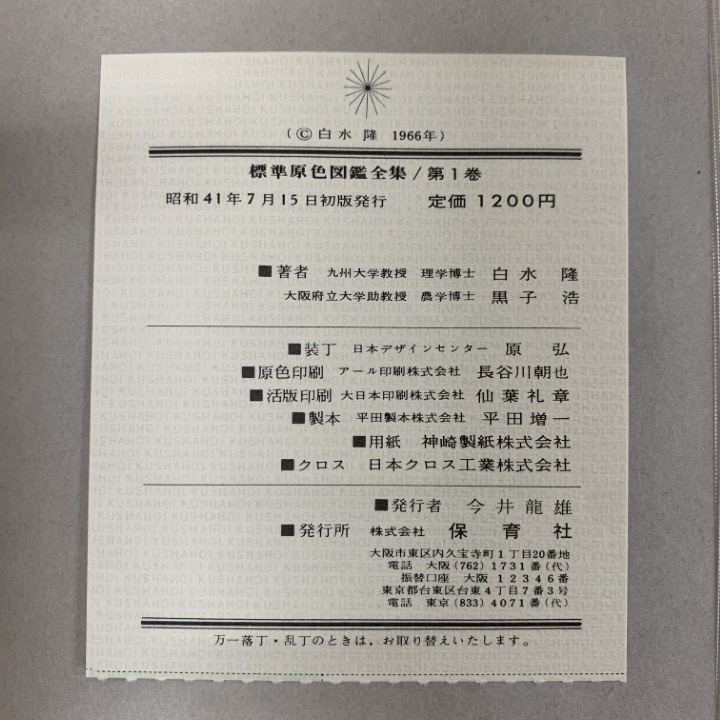 (Ⓒ白水 隆 1966年)
標準原色図鑑全集/第1巻
昭和41年7月15日初版発行 定価1200円
■著者 九州大学教授 理学博士 白水 隆
大阪府立大学助教授 農学博士 黒子 浩
■装丁 日本デザインセンター 原 弘
■原色印刷 アール印刷株式会社 長谷川朝也
■活版印刷 大日本印刷株式会社 仙葉礼章
■製本 平田製本株式会社 平田増一
■用紙 神崎製紙株式会社
■クロス 日本クロス工業株式会社
■発行者 今井龍雄
■発行所 株式会社 保育社
大阪市東区内久宝寺町1丁目20番地
電話 大阪(762)1731番(代)
振替口座 大阪12346番
東京都台東区台東4丁目7番3号
電話 東京(833)4071番(代)
万一落丁・乱丁のときは、お取り替えいたします。